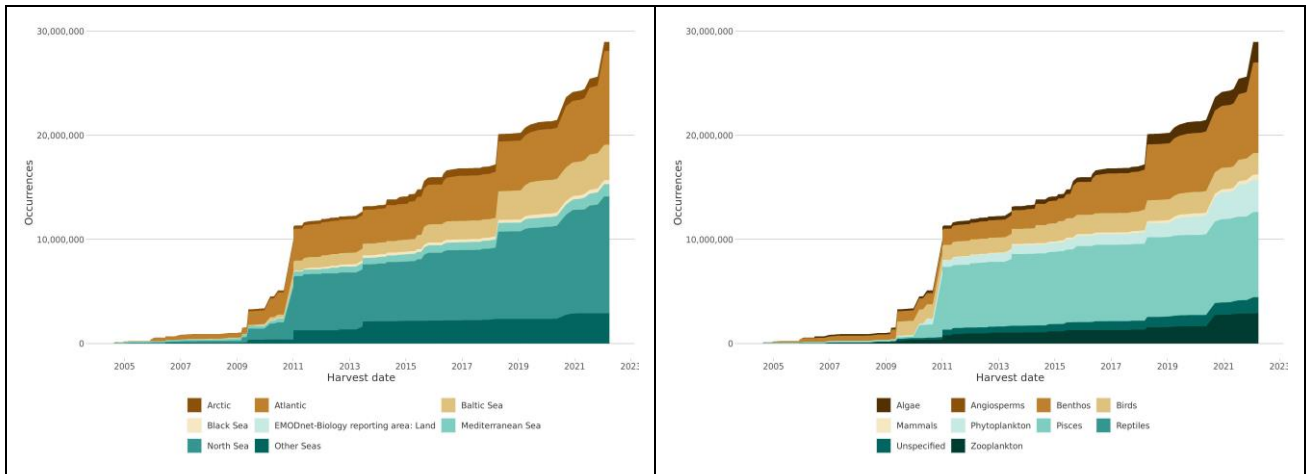 30,000,000
20,000,000
10,000,000
0
Occurrences
2005 2007 2009 2011 2013 2015 2017 2019 2021 2023
Harvest date
Arctic Atlantic Baltic Sea
Black Sea EMODnet-Biology reporting area: Land Mediterranean Sea
North Sea Other Seas
30,000,000
20,000,000
10,000,000
0
Occurrences
2005 2007 2009 2011 2013 2015 2017 2019 2021 2023
Harvest date
Algae Angiosperms Benthos Birds
Mammals Phytoplankton Pisces Reptiles
Unspecified Zooplankton